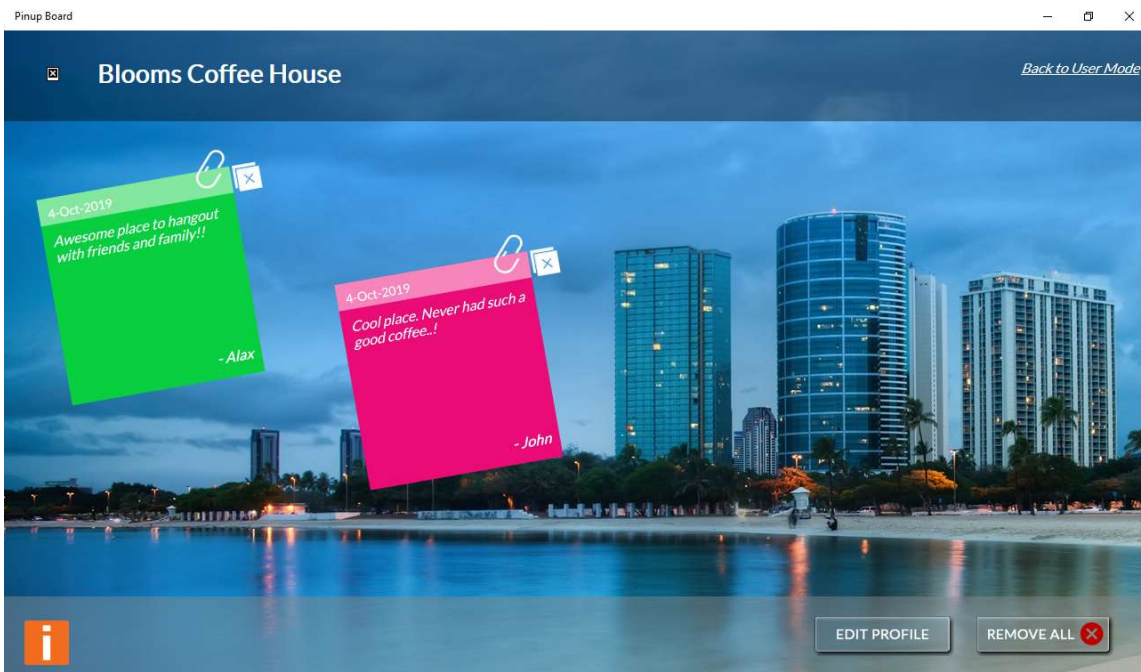 Pinup Board
Blooms Coffee House
Back to User Mode
4-Oct-2019
Awesome place to hangout
with friends and family!!
- Alax
4-Oct-2019
Cool place. Never had such a
good coffee..!
- John
i
EDIT PROFILE
REMOVE ALL